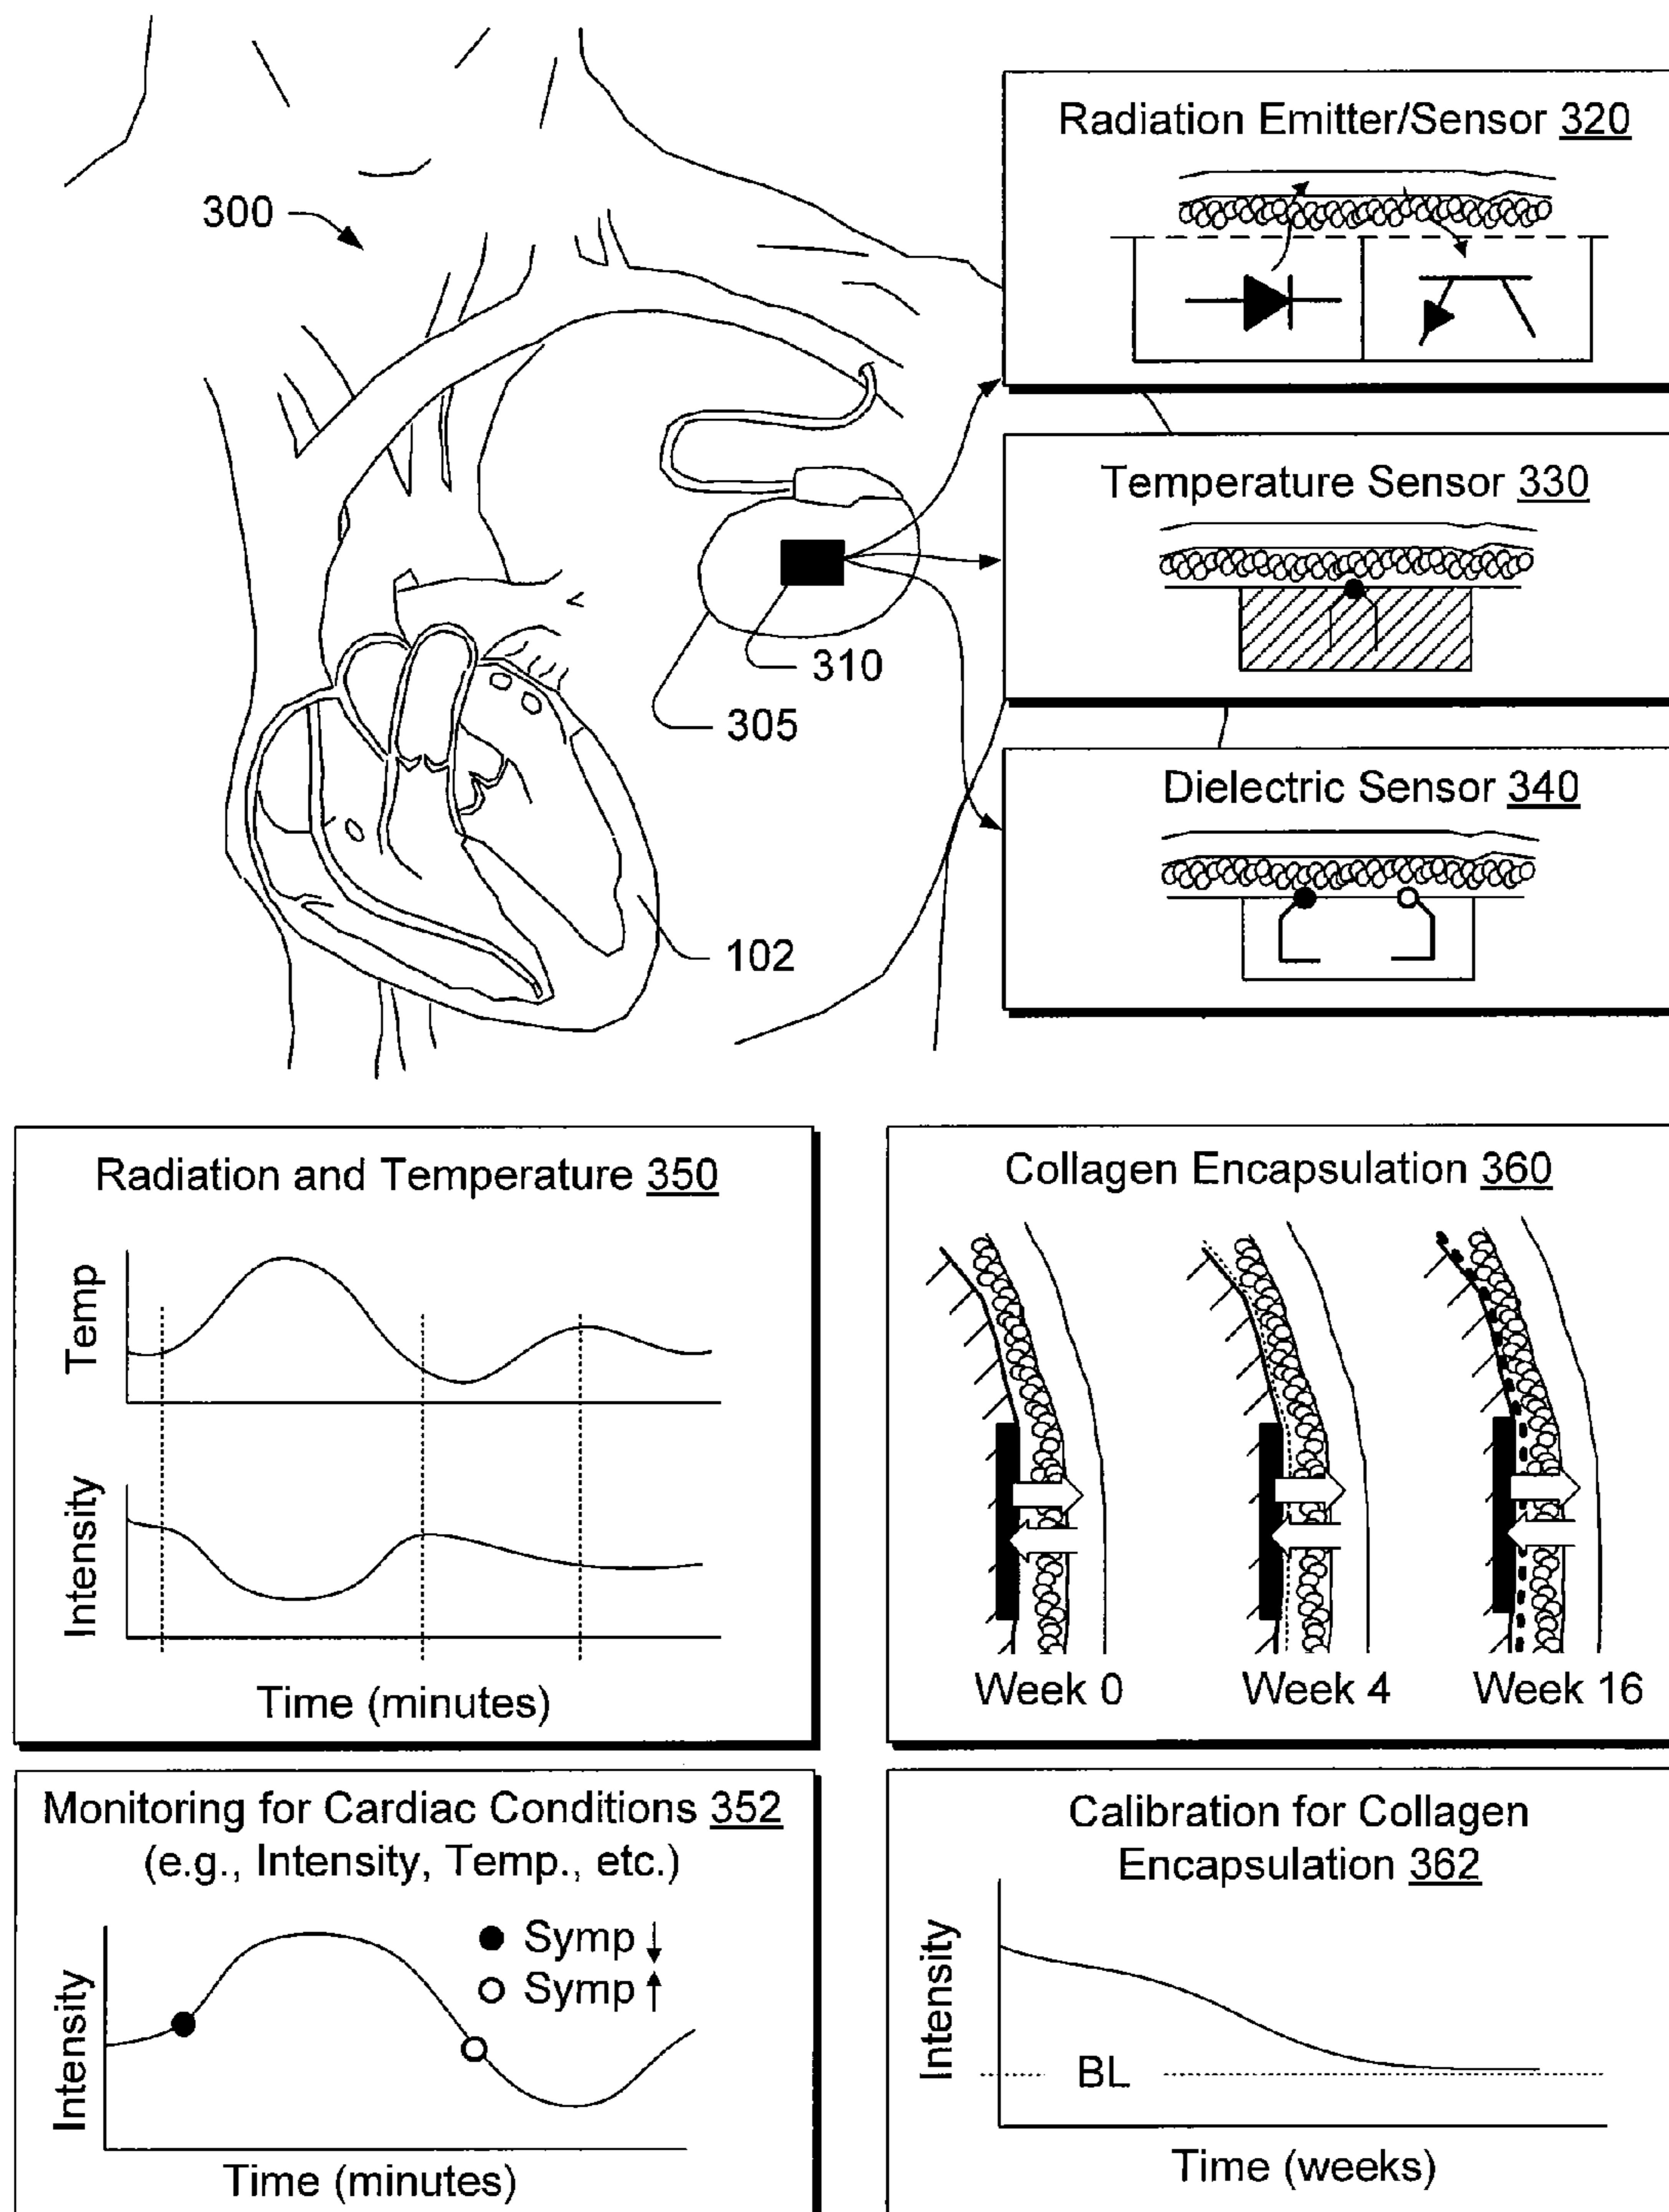 Radiation Emitter/Sensor 320
300
Temperature Sensor 330
310
305
Dielectric Sensor 340
102
Radiation and Temperature 350
Temp
Intensity
Time (minutes)
Collagen Encapsulation 360
Week 0
Week 4
Week 16
Monitoring for Cardiac Conditions 352
(e.g., Intensity, Temp., etc.)
Symp ↓
Symp ↑
Intensity
Time (minutes)
Calibration for Collagen
Encapsulation 362
Intensity
BL
Time (weeks)